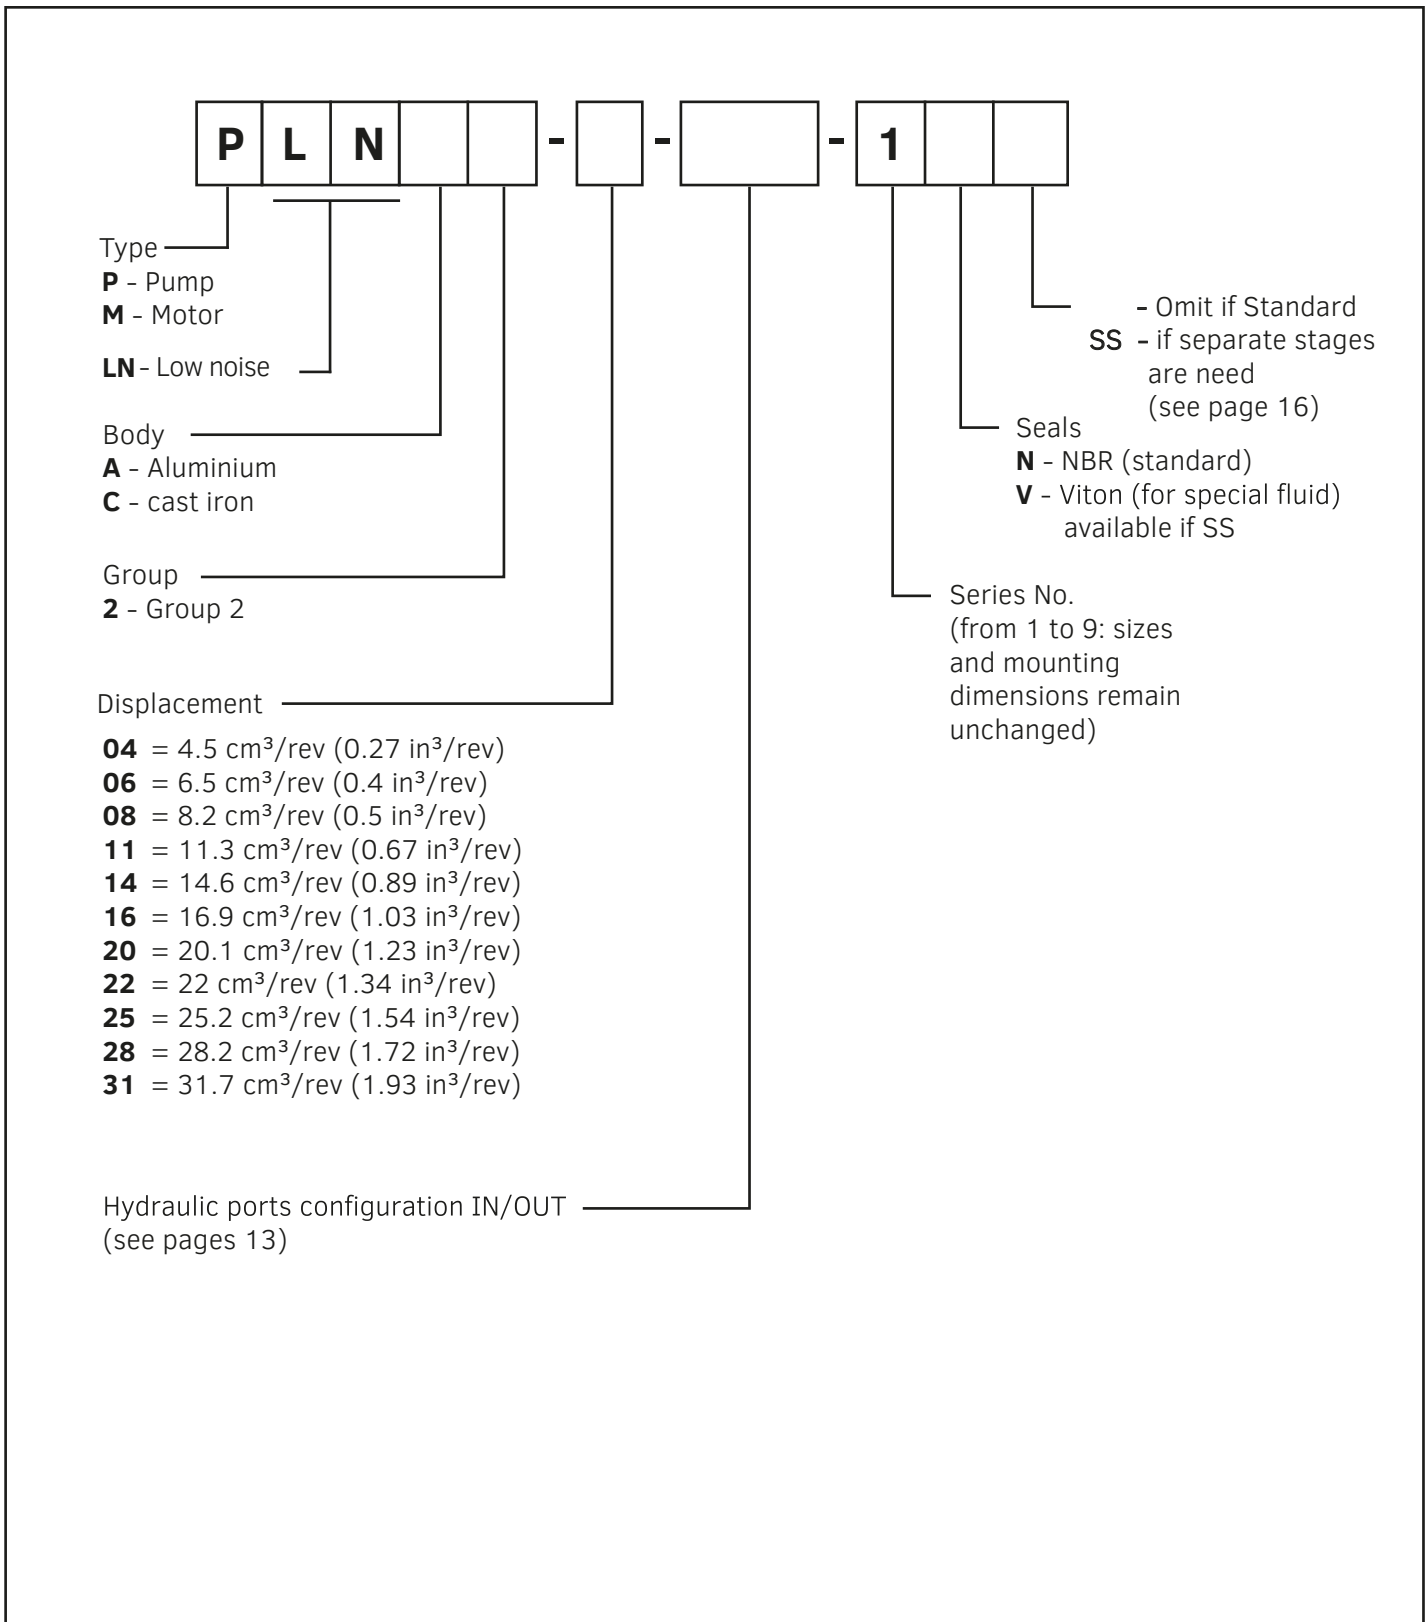 P L N - - - 1
Type
P - Pump
M - Motor
LN - Low noise
Body
A - Aluminium
C - cast iron
Group
2 - Group 2
Displacement
04 = 4.5 cm³/rev (0.27 in³/rev)
06 = 6.5 cm³/rev (0.4 in³/rev)
08 = 8.2 cm³/rev (0.5 in³/rev)
11 = 11.3 cm³/rev (0.67 in³/rev)
14 = 14.6 cm³/rev (0.89 in³/rev)
16 = 16.9 cm³/rev (1.03 in³/rev)
20 = 20.1 cm³/rev (1.23 in³/rev)
22 = 22 cm³/rev (1.34 in³/rev)
25 = 25.2 cm³/rev (1.54 in³/rev)
28 = 28.2 cm³/rev (1.72 in³/rev)
31 = 31.7 cm³/rev (1.93 in³/rev)
Hydraulic ports configuration IN/OUT
(see pages 13)
- Omit if Standard
SS - if separate stages
are need
(see page 16)
Seals
N - NBR (standard)
V - Viton (for special fluid)
available if SS
Series No.
(from 1 to 9: sizes
and mounting
dimensions remain
unchanged)